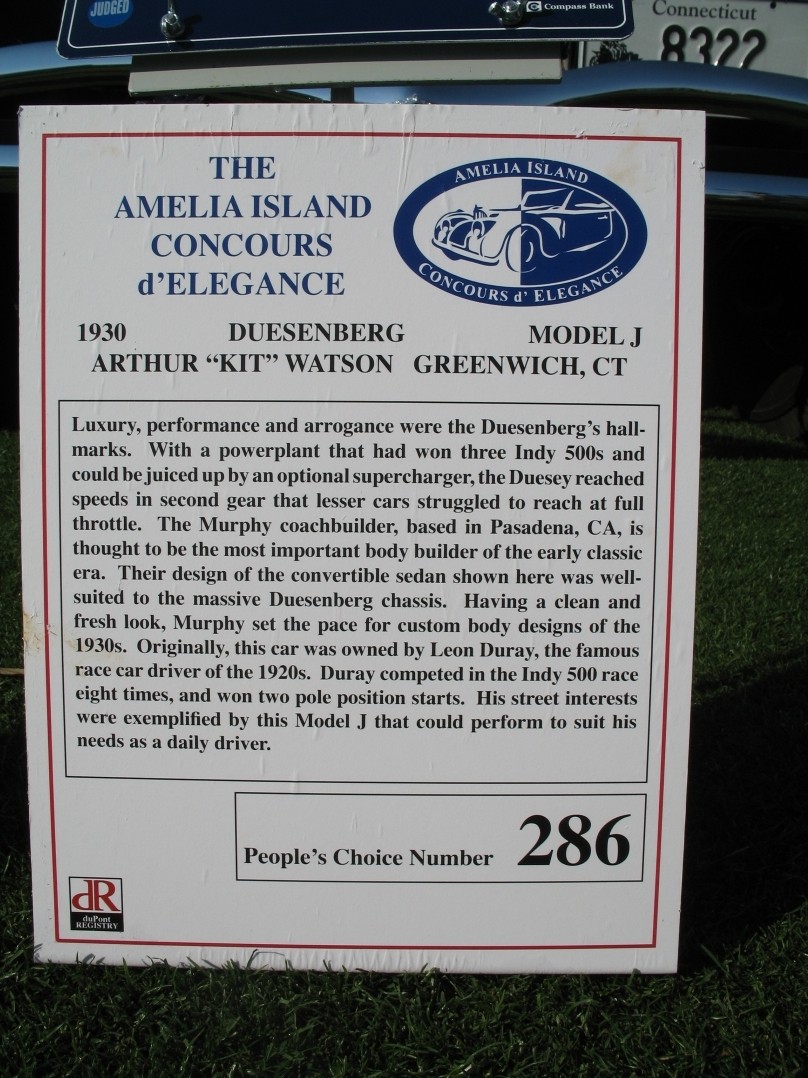 JUDGED
Compass Bank
Connecticut
8322
THE
AMELIA ISLAND
CONCOURS
d'ELEGANCE
AMELIA ISLAND
CONCOURS d' ELEGANCE
1930 DUESENBERG MODEL J
ARTHUR “KIT” WATSON GREENWICH, CT
Luxury, performance and arrogance were the Duesenberg's hall-
marks. With a powerplant that had won three Indy 500s and
could be juiced up by an optional supercharger, the Duesey reached
speeds in second gear that lesser cars struggled to reach at full
throttle. The Murphy coachbuilder, based in Pasadena, CA, is
thought to be the most important body builder of the early classic
era. Their design of the convertible sedan shown here was well-
suited to the massive Duesenberg chassis. Having a clean and
fresh look, Murphy set the pace for custom body designs of the
1930s. Originally, this car was owned by Leon Duray, the famous
race car driver of the 1920s. Duray competed in the Indy 500 race
eight times, and won two pole position starts. His street interests
were exemplified by this Model J that could perform to suit his
needs as a daily driver.
People's Choice Number 286
dR
duPont
REGISTRY